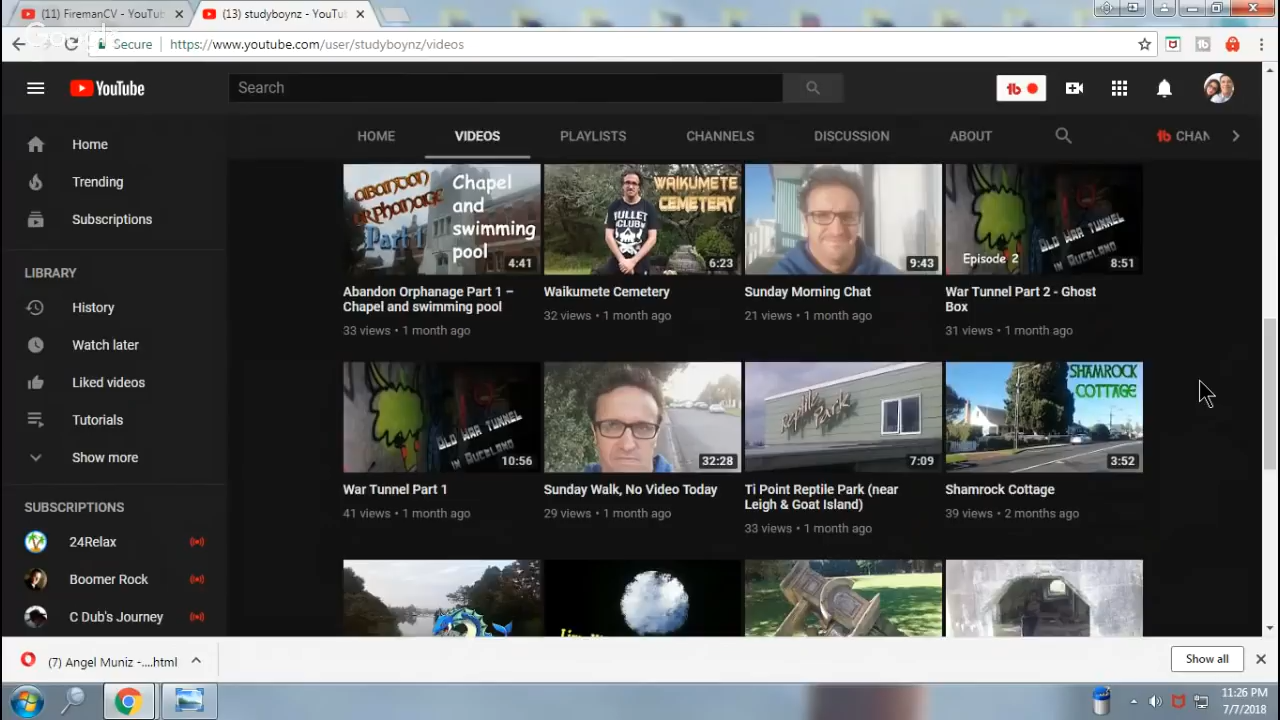 (11) FiremanCV - YouTub
(13) studyboynz - YouTu
Google
Secure
https://www.youtube.com/user/studyboynz/videos
YouTube
Search
tb
HOME
VIDEOS
PLAYLISTS
CHANNELS
DISCUSSION
ABOUT
tb CHAN
Home
Trending
Subscriptions
LIBRARY
History
Watch later
Liked videos
Tutorials
Show more
SUBSCRIPTIONS
24Relax
Boomer Rock
C Dub's Journey
ABANTON
ORPHANAGE
Part 1
Chapel
and
swimming
pool
4:41
Abandon Orphanage Part 1 –
Chapel and swimming pool
33 views • 1 month ago
WAIKUMETE
CEMETERY
BULLET
CLUB
6:23
Waikumete Cemetery
32 views • 1 month ago
9:43
Sunday Morning Chat
21 views • 1 month ago
OLD WAR TUNNEL
IN AUCKLAND
Episode 2
8:51
War Tunnel Part 2 - Ghost
Box
31 views • 1 month ago
OLD WAR TUNNEL
IN AUCKLAND
10:56
War Tunnel Part 1
41 views • 1 month ago
32:28
Sunday Walk, No Video Today
29 views • 1 month ago
Reptile Park
7:09
Ti Point Reptile Park (near
Leigh & Goat Island)
33 views • 1 month ago
SHAMROCK
COTTAGE
3:52
Shamrock Cottage
39 views • 2 months ago
(7) Angel Muniz -....html
Show all
11:26 PM
7/7/2018